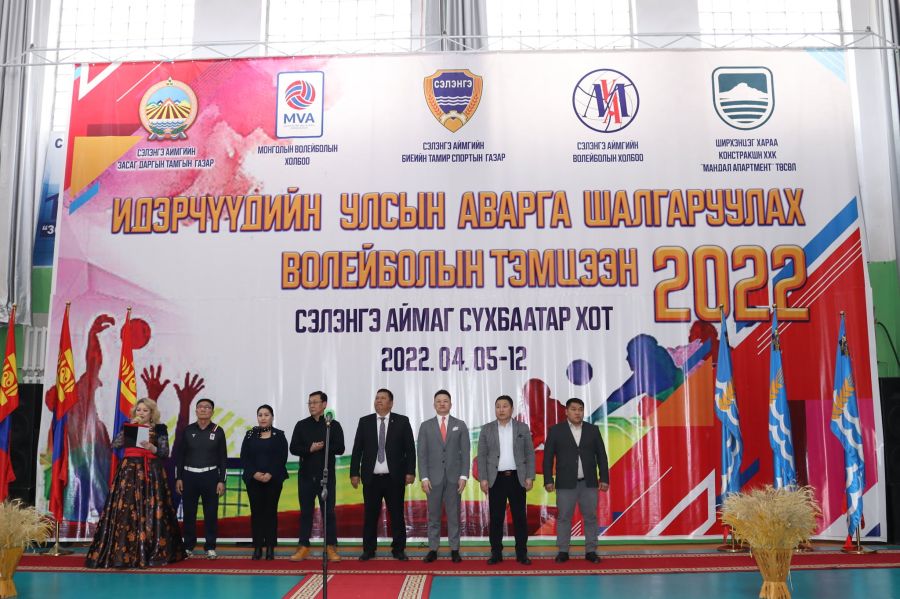 СЭЛЭНГЭ АЙМГИЙН
ЗАСАГ ДАРГЫН ТАМГЫН ГАЗАР
MVA
МОНГОЛЫН ВОЛЕЙБОЛЫН
ХОЛБОО
СЭЛЭНГЭ
СЭЛЭНГЭ АЙМГИЙН
БИЕИЙН ТАМИР СПОРТЫН ГАЗАР
СЭЛЭНГЭ АЙМГИЙН
ВОЛЕЙБОЛЫН ХОЛБОО
ШИРХЭНЦЭГ ХАРАА
КОНСТРАКШН ХХК
"МАНДАЛ АПАРТМЕНТ" ТӨСӨЛ
ИДЭРЧҮҮДИЙН УЛСЫН АВАРГА ШАЛГАРУУЛАХ
ВОЛЕЙБОЛЫН ТЭМЦЭЭН 2022
СЭЛЭНГЭ АЙМАГ СҮХБААТАР ХОТ
2022. 04. 05-12